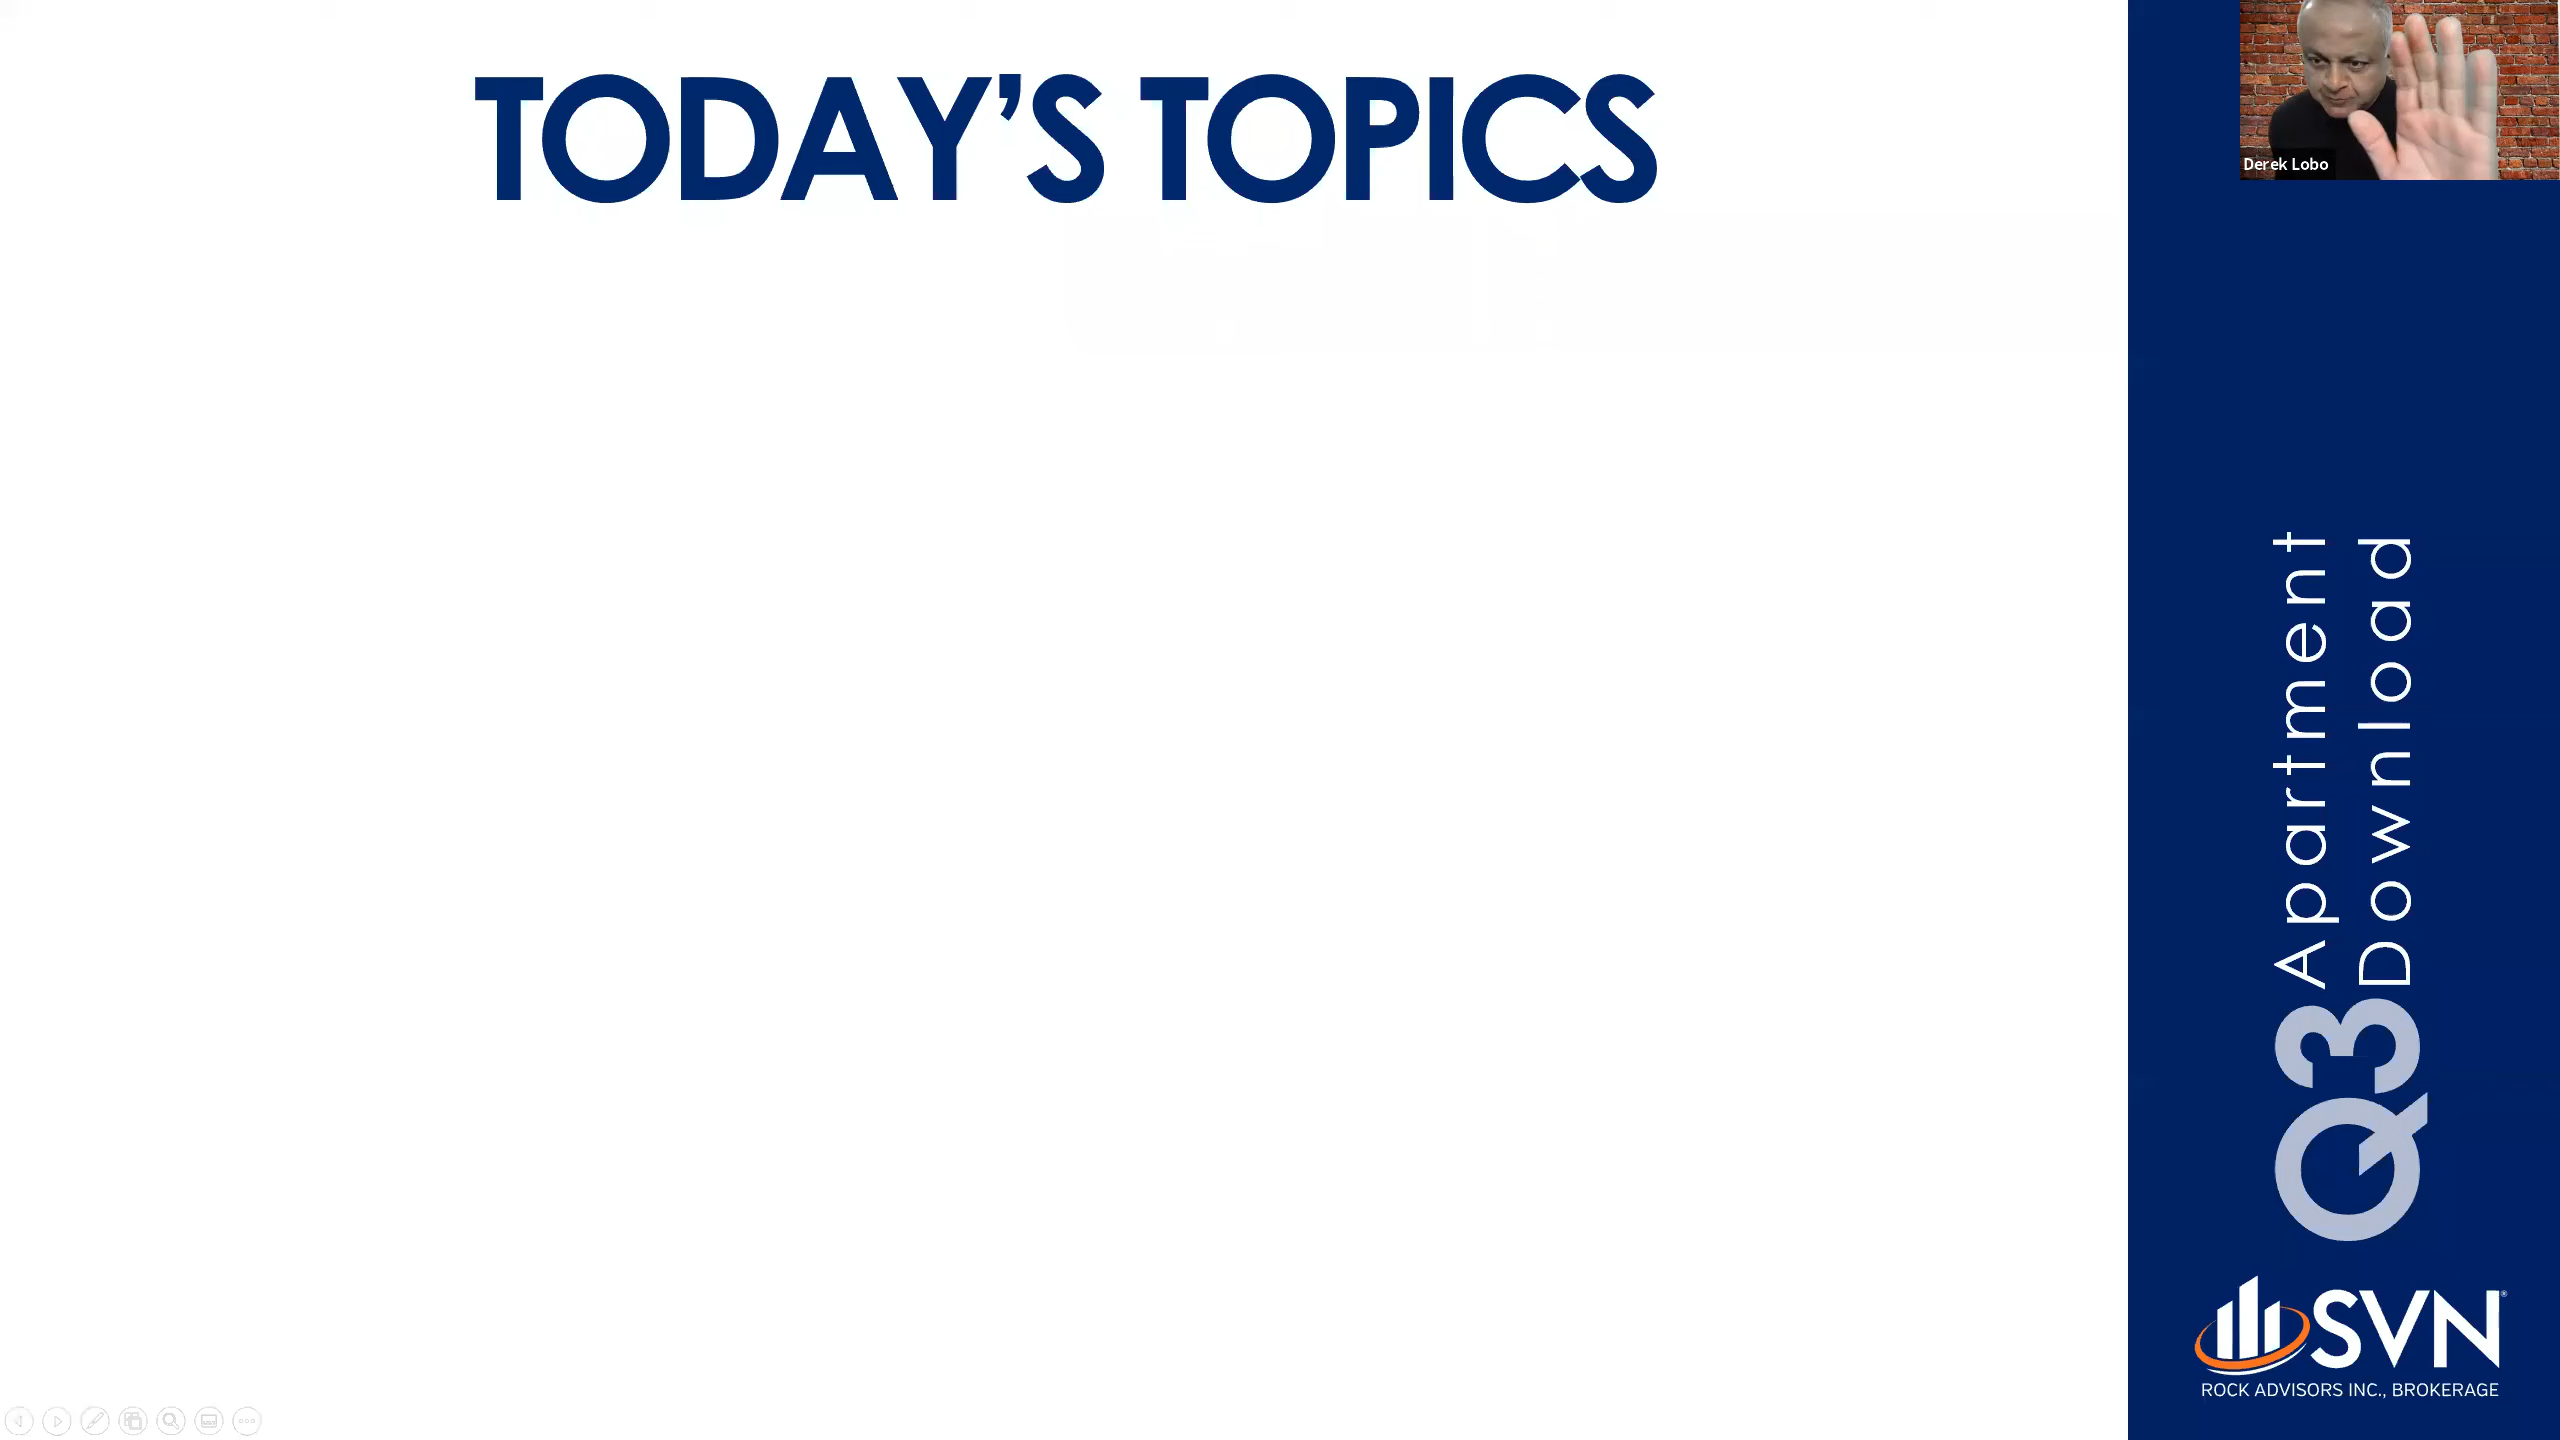 TODAY’S TOPICS
Derek Lobo
Q3 Apartment
Download
SVN®
ROCK ADVISORS INC., BROKERAGE